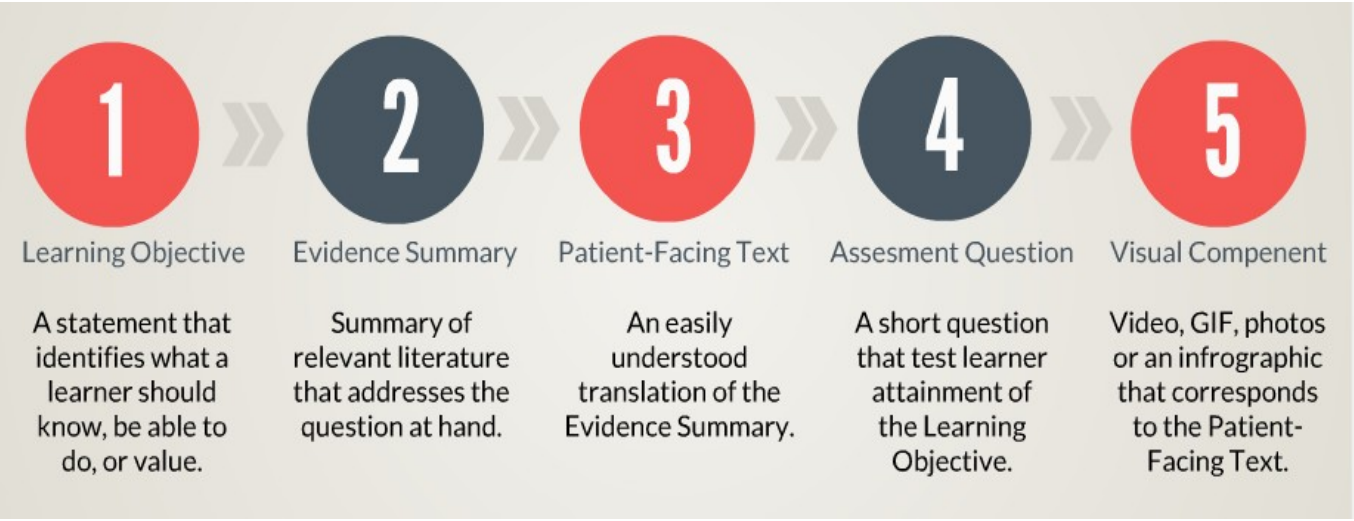 1
2
3
4
5
Learning Objective
Evidence Summary
Patient-Facing Text
Assesment Question
Visual Compenent
A statement that
identifies what a
learner should
know, be able to
do, or value.
Summary of
relevant literature
that addresses the
question at hand.
An easily
understood
translation of the
Evidence Summary.
A short question
that test learner
attainment of
the Learning
Objective.
Video, GIF, photos
or an infrographic
that corresponds
to the Patient-
Facing Text.